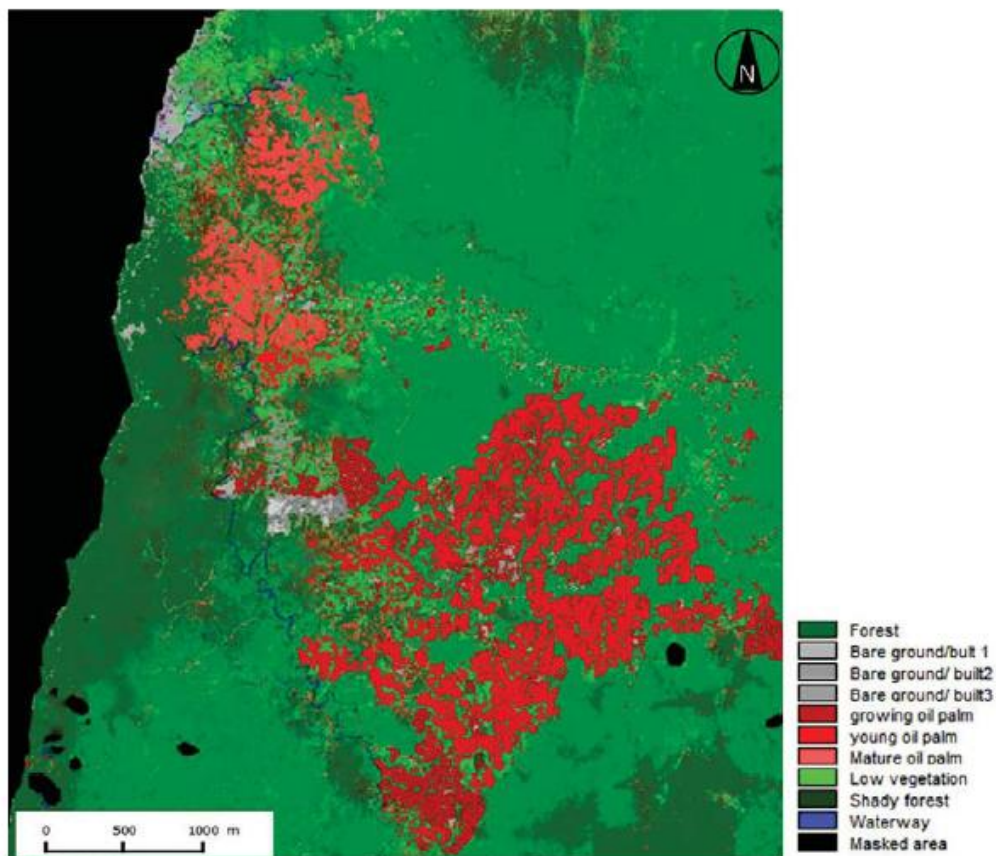 N
Forest
Bare ground/bult 1
Bare ground/ built2
Bare ground/ built3
growing oil palm
young oil palm
Mature oil palm
Low vegetation
Shady forest
Waterway
Masked area
0 500 1000 m